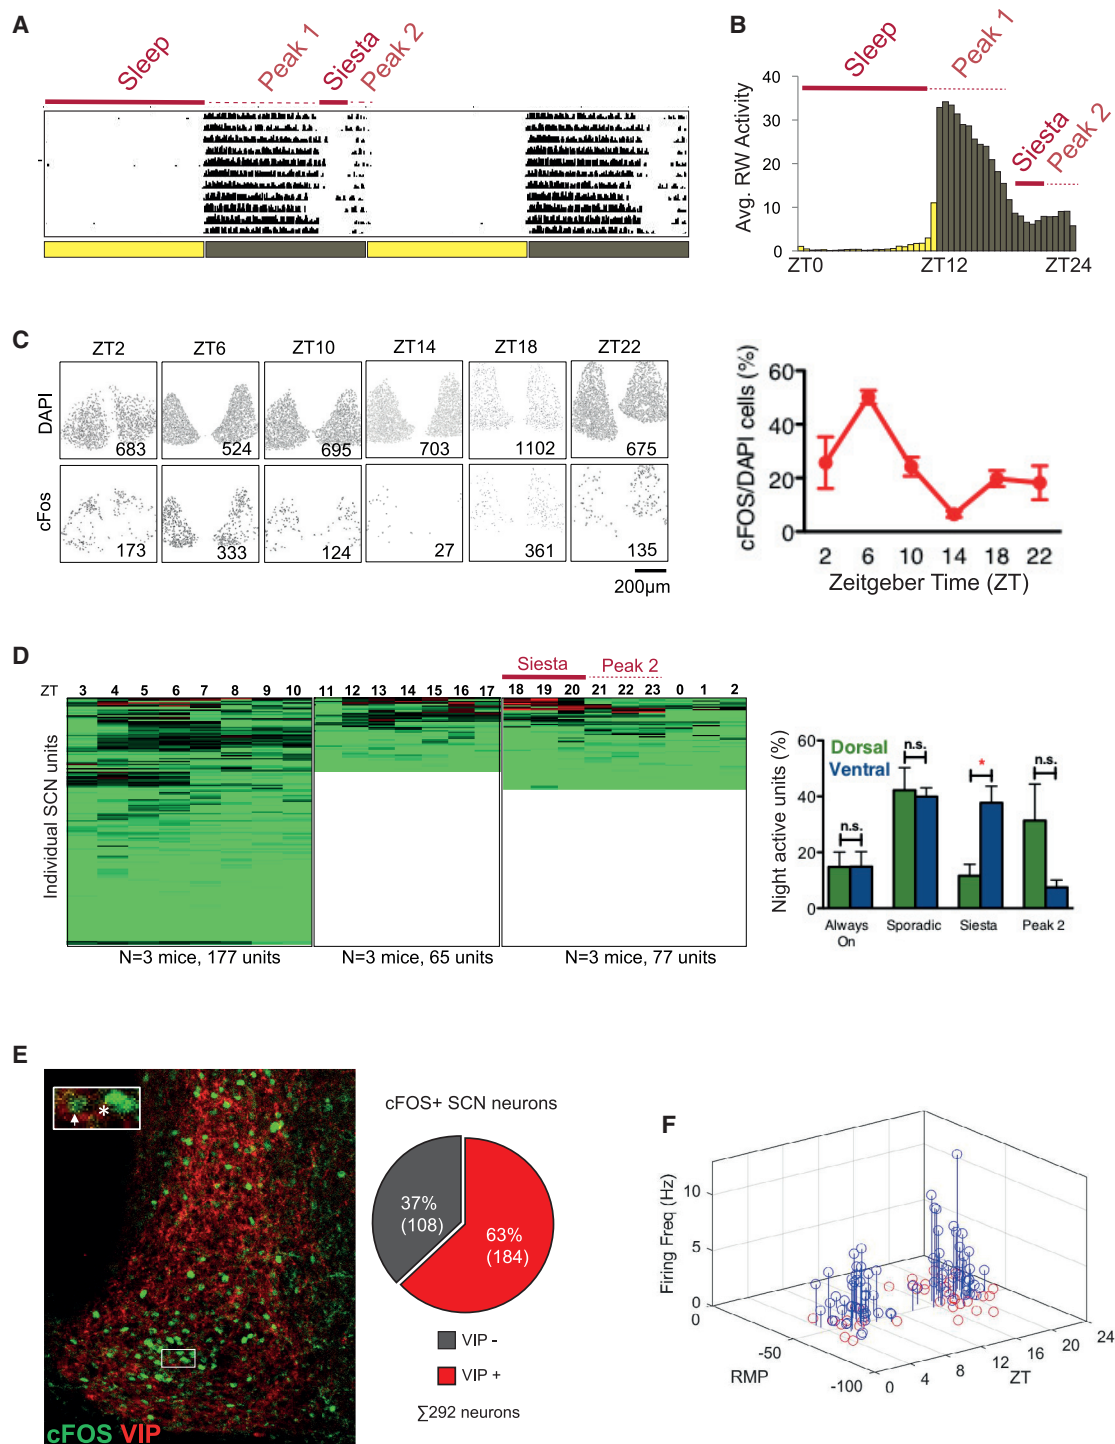 A
Sleep
Peak 1
Siesta
Peak 2
B
Sleep
Peak 1
Siesta
Peak 2
Avg. RW Activity
40
30
20
10
0
ZT0
ZT12
ZT24
C
ZT2
ZT6
ZT10
ZT14
ZT18
ZT22
DAPI
683
524
695
703
1102
675
cFos
173
333
124
27
361
135
200µm
cFOS/DAPI cells (%)
60
40
20
0
2 6 10 14 18 22
Zeitgeber Time (ZT)
D
Siesta
Peak 2
ZT 3 4 5 6 7 8 9 10 11 12 13 14 15 16 17 18 19 20 21 22 23 0 1 2
Individual SCN units
N=3 mice, 177 units
N=3 mice, 65 units
N=3 mice, 77 units
Night active units (%)
60
40
20
0
Dorsal
Ventral
n.s.
n.s.
*
n.s.
Always On
Sporadic
Siesta
Peak 2
E
*
cFOS VIP
cFOS+ SCN neurons
37%
(108)
63%
(184)
VIP -
VIP +
∑292 neurons
F
Firing Freq (Hz)
10
5
0
0
-50
-100
RMP
0
4
8
12
16
20
24
ZT